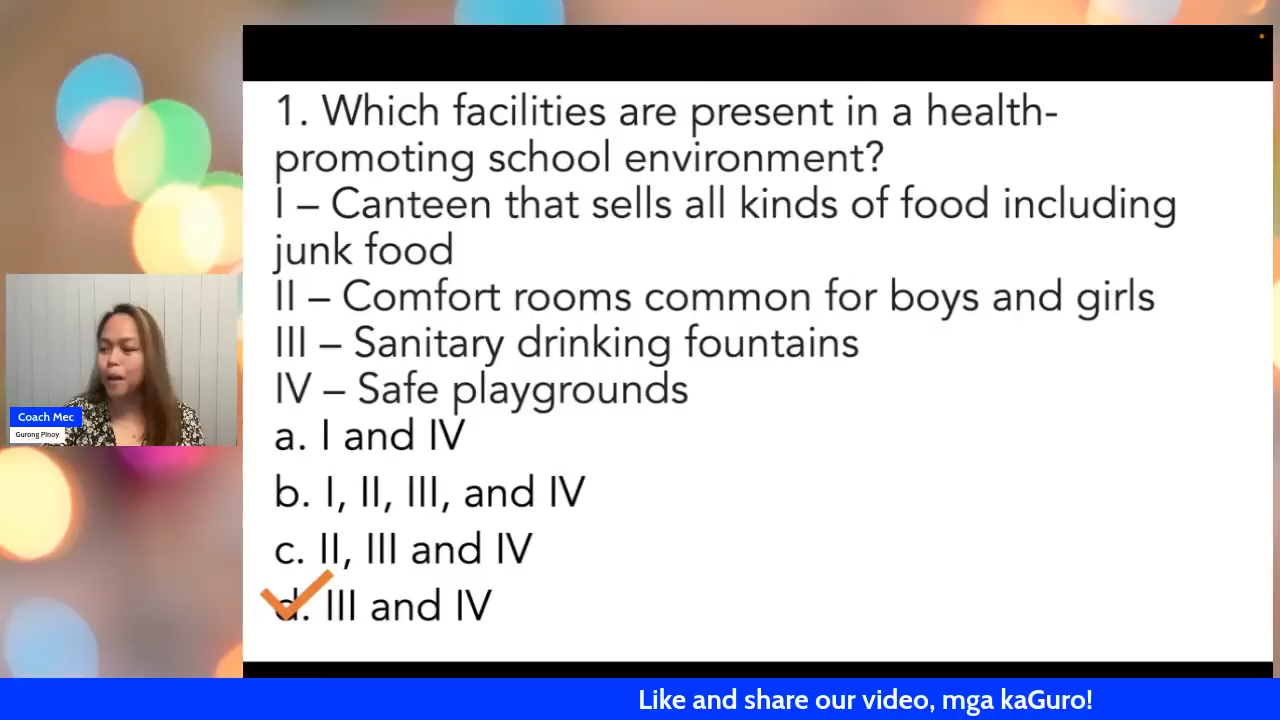 1. Which facilities are present in a health-
promoting school environment?
I – Canteen that sells all kinds of food including
junk food
II – Comfort rooms common for boys and girls
III – Sanitary drinking fountains
IV – Safe playgrounds
a. I and IV
b. I, II, III, and IV
c. II, III and IV
d. III and IV
Coach Mec
Gurong Pinoy
Like and share our video, mga kaGuro!